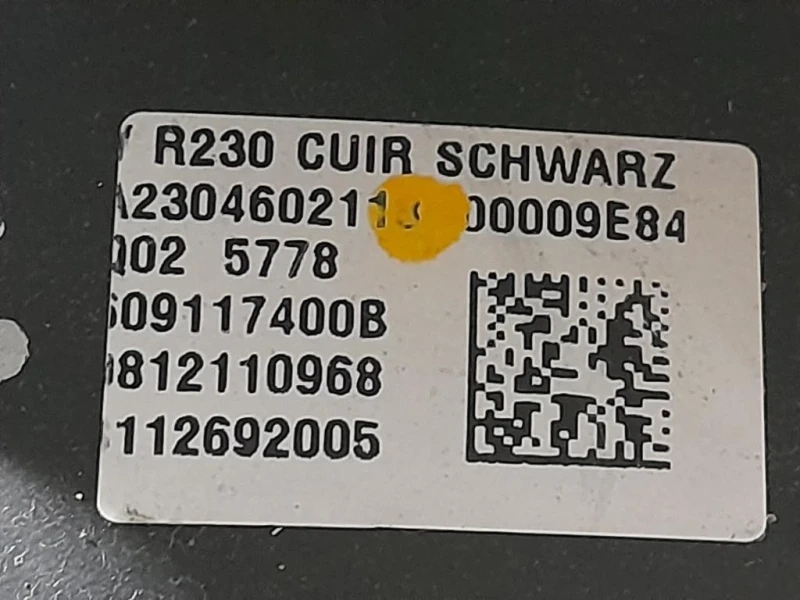 R230 CUIR SCHWARZ
A230460211 00009E84
Q02 5778
609117400B
0812110968
112692005